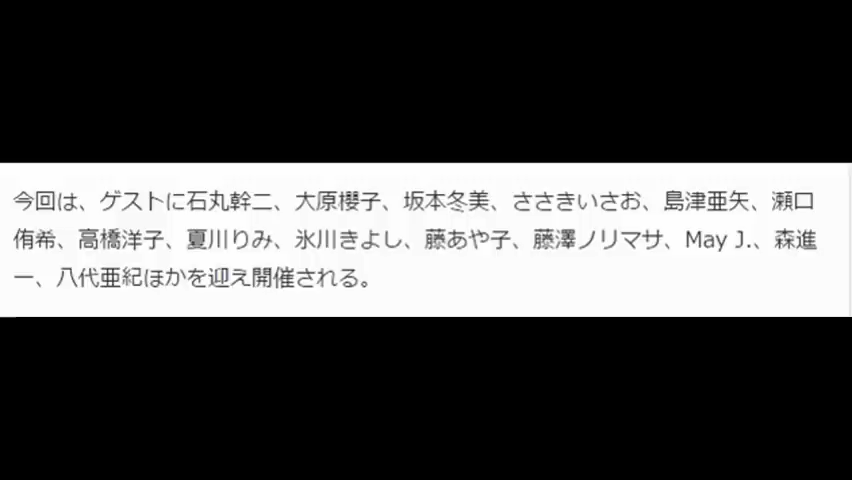 今回は、ゲストに石丸幹二、大原櫻子、坂本冬美、ささきいさお、島津亜矢、瀬口
侑希、高橋洋子、夏川りみ、氷川きよし、藤あや子、藤澤ノリマサ、May J.、森進
一、八代亜紀ほかを迎え開催される。